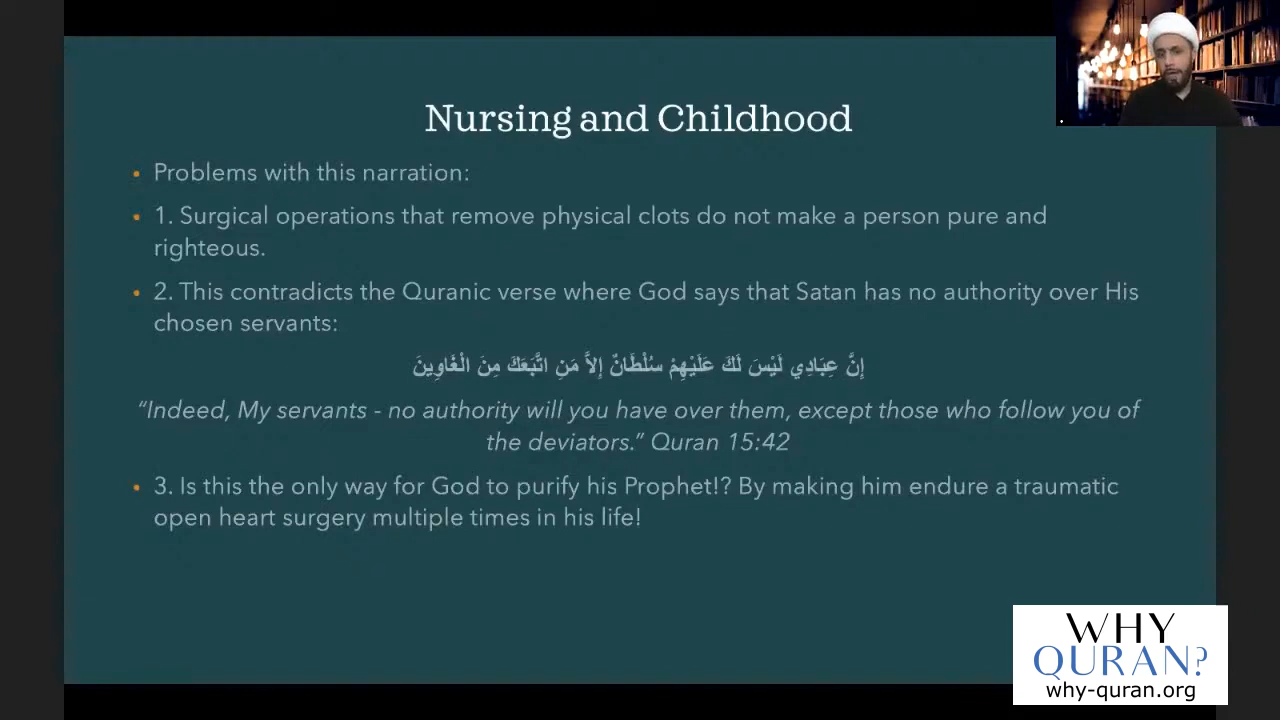 Nursing and Childhood
• Problems with this narration:
• 1. Surgical operations that remove physical clots do not make a person pure and
righteous.
• 2. This contradicts the Quranic verse where God says that Satan has no authority over His
chosen servants:
إِنَّ عِبَادِي لَيْسَ لَكَ عَلَيْهِمْ سُلْطَانٌ إِلاَّ مَنِ اتَّبَعَكَ مِنَ الْغَاوِينَ
“Indeed, My servants - no authority will you have over them, except those who follow you of
the deviators.” Quran 15:42
• 3. Is this the only way for God to purify his Prophet!? By making him endure a traumatic
open heart surgery multiple times in his life!
WHY
QURAN?
why-quran.org